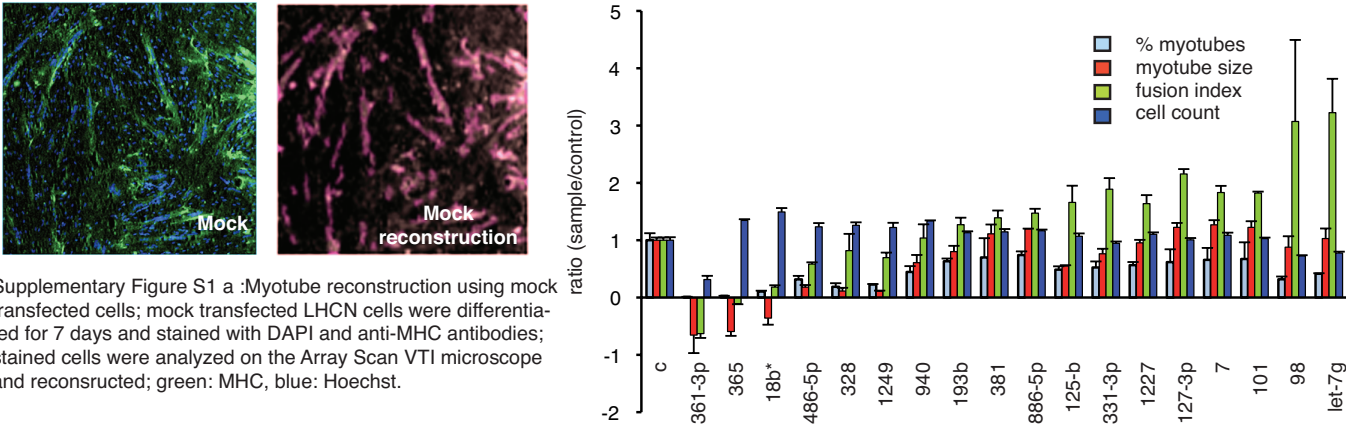 Mock
Mock
reconstruction
Supplementary Figure S1 a :Myotube reconstruction using mock
transfected cells; mock transfected LHCN cells were differentia-
ted for 7 days and stained with DAPI and anti-MHC antibodies;
stained cells were analyzed on the Array Scan VTI microscope
and reconsructed; green: MHC, blue: Hoechst.
ratio (sample/control)
5
4
3
2
1
0
-1
-2
% myotubes
myotube size
fusion index
cell count
c
361-3p
365
18b*
486-5p
328
1249
940
193b
381
886-5p
125-b
331-3p
1227
127-3p
7
101
98
let-7g